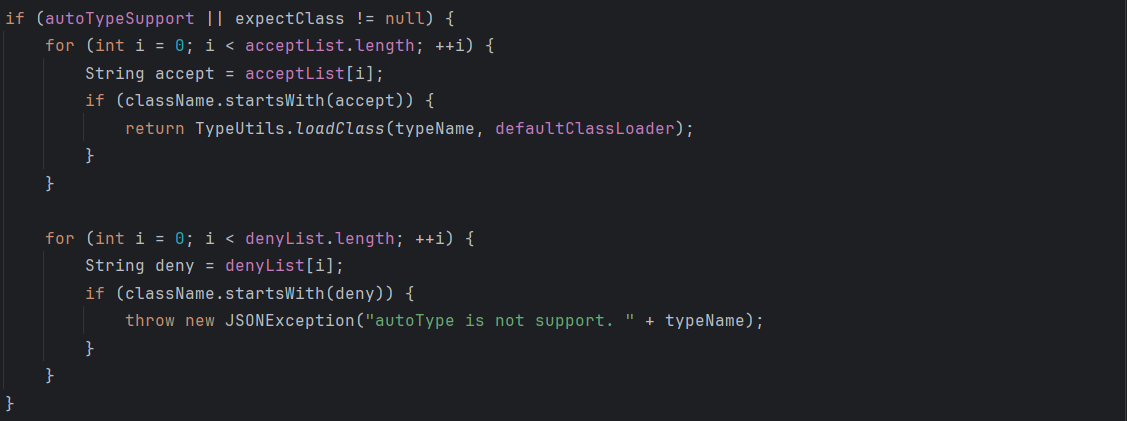 if (autoTypeSupport || expectClass != null) {
    for (int i = 0; i < acceptList.length; ++i) {
        String accept = acceptList[i];
        if (className.startsWith(accept)) {
            return TypeUtils.loadClass(typeName, defaultClassLoader);
        }
    }

    for (int i = 0; i < denyList.length; ++i) {
        String deny = denyList[i];
        if (className.startsWith(deny)) {
            throw new JSONException("autoType is not support. " + typeName);
        }
    }
}